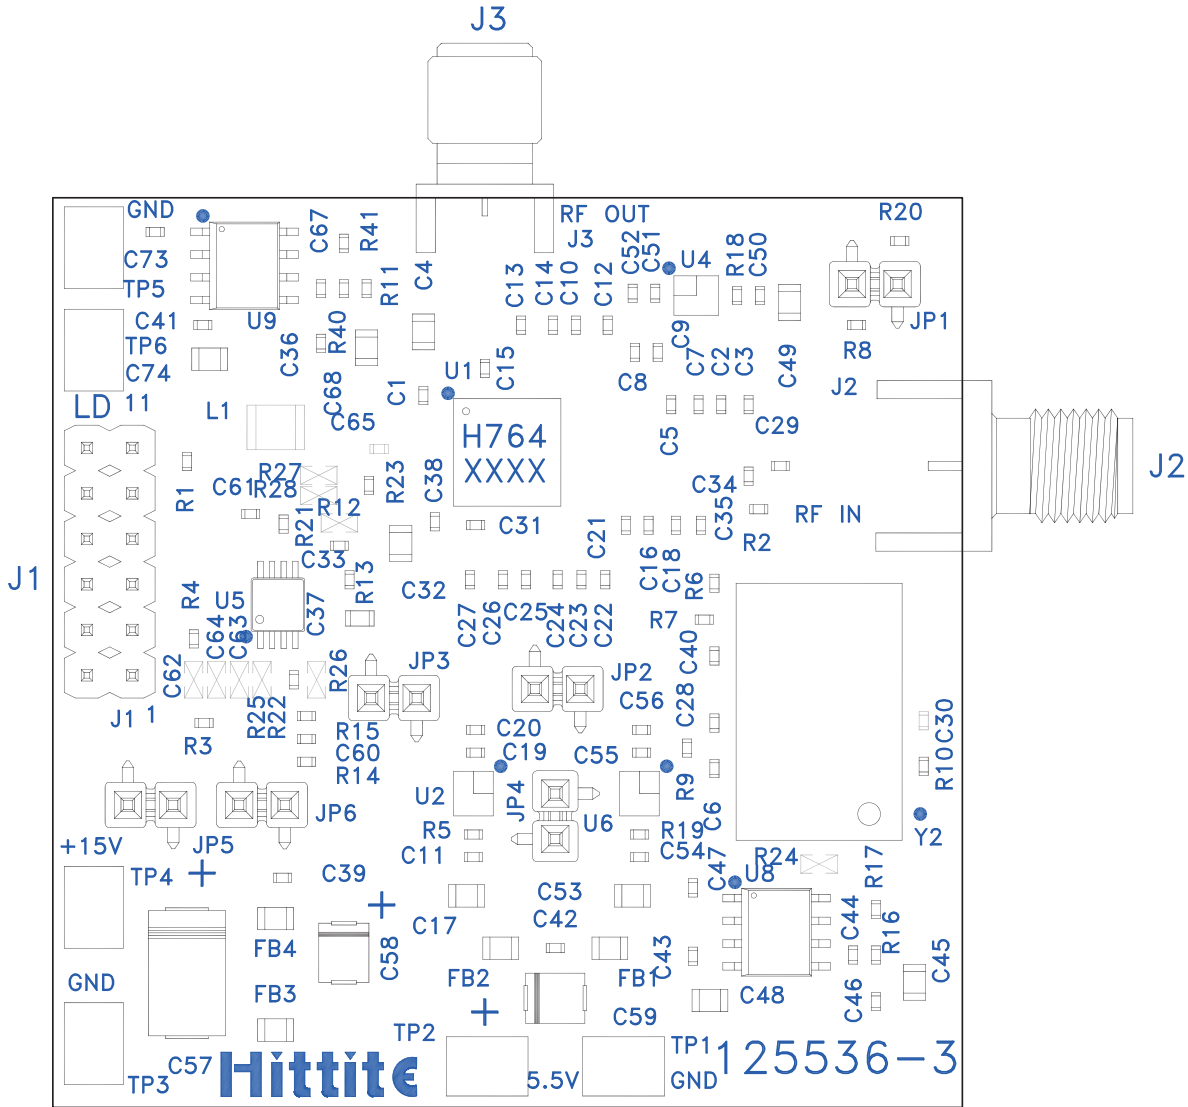 J3
GND
C67
R41
RF OUT
J3
R20
C73
TP5
U9
R11
C4
C13
C14
C10
C12
C52
C51
U4
R18
C50
JP1
C41
TP6
C74
C36
R40
C68
C65
C1
U1
C15
C9
C8
C7
C2
C3
C49
R8
J2
LD 11
L1
H764
XXXX
C5
C29
J2
R1
R27
C61
R28
R12
R23
C38
C34
C31
C21
C35
RF IN
R2
R21
C33
J1
R4
U5
C37
R13
C32
C27
C26
C25
C24
C23
C22
C16
C18
R6
R7
C62
C64
C63
R25
R22
R26
JP3
JP2
C56
C28
C40
J1 1
R3
R15
C60
R14
C20
C19
C55
C30
R10
JP5
JP6
U2
JP4
U6
R9
C6
Y2
+15V
R5
C11
R19
C54
C47
U8
R24
R17
TP4
+
C39
+
C17
C53
C42
C44
R16
C45
FB4
C58
C43
GND
FB3
FB2
FB1
C48
C46
+
C59
TP2
TP1
C57
TP3
Hittite
5.5V
GND
125536-3